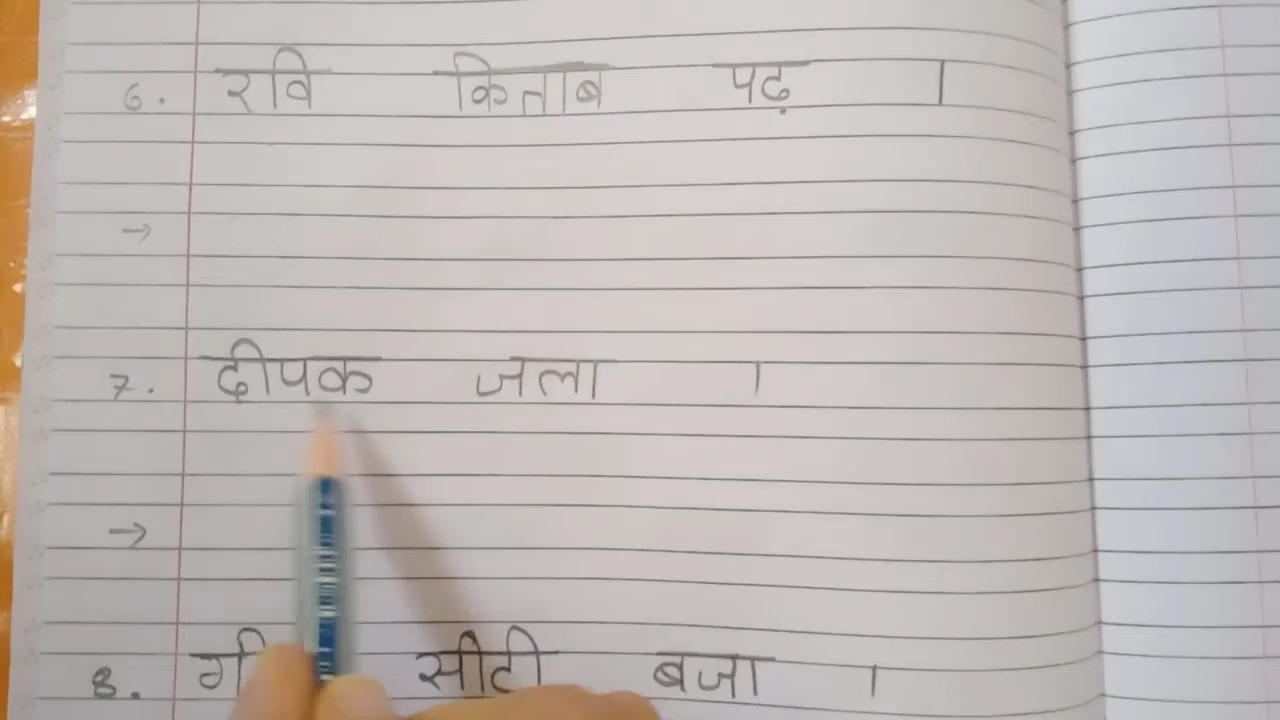 6. रवि किताब पढ़ ।
→
7. दीपक जला ।
→
8. सीटी बजा ।